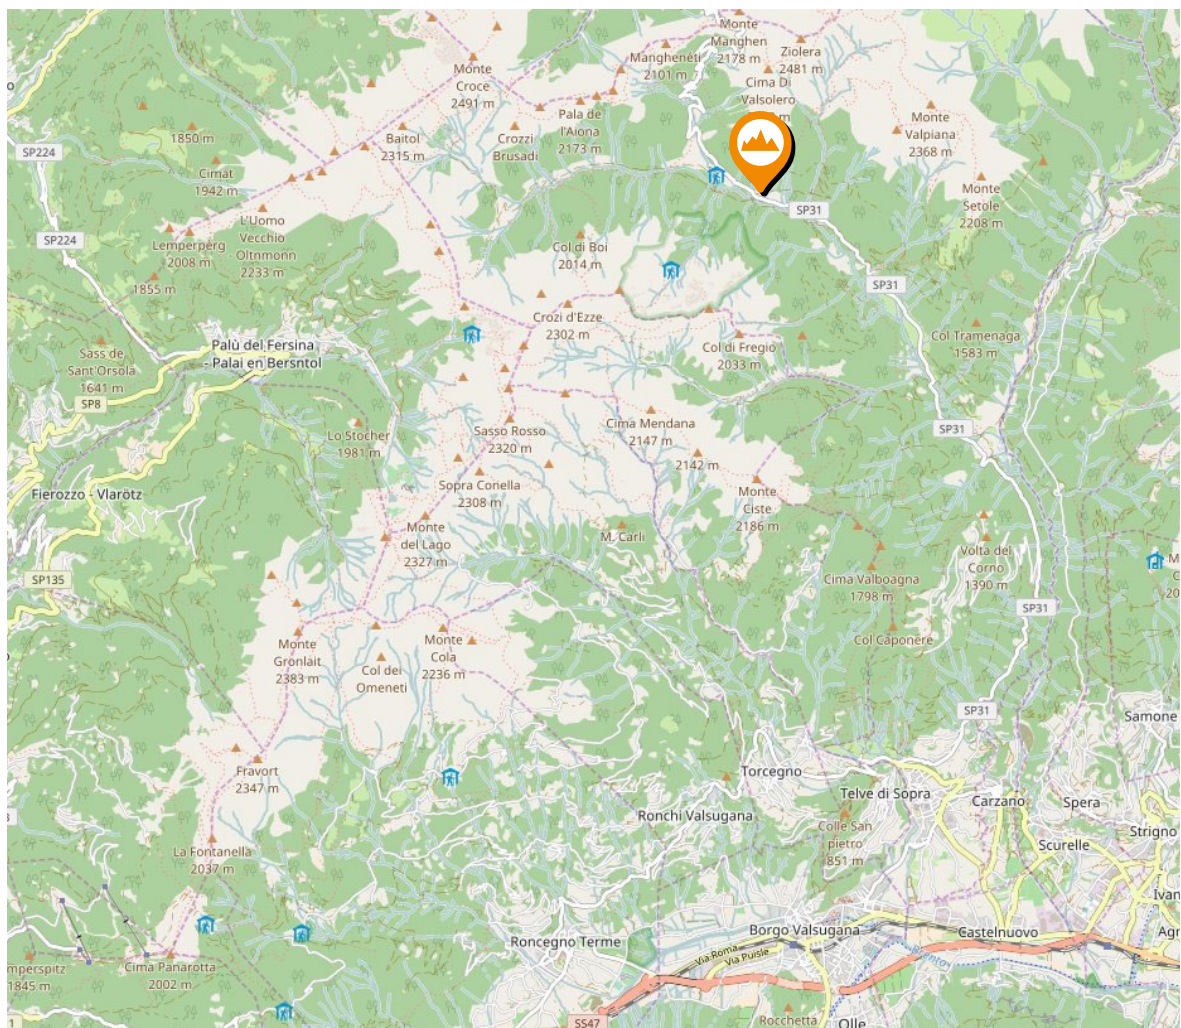 Monte
Manghen
2178 m
Ziolera
2481 m
Manghenéti
2101 m
Cima Di
Valsolero
m
Monte
Croce
2491 m
Pala de
l'Aiona
2173 m
Crozzi
Brusadi
Monte
Valpiana
2368 m
1850 m
Baitol
2315 m
SP224
Cimat
1942 m
Monte
Setole
2208 m
SP31
L'Uomo
Vecchio
Oltnmonn
2233 m
SP224
Lemperpèrg
2008 m
Col di Boi
2014 m
1855 m
SP31
Crozi d'Ezze
2302 m
Col Tramenaga
1583 m
Palù del Fersina
- Palai en Bersntol
Col di Fregio
2033 m
Sass de
Sant'Orsola
1641 m
SP8
Lo Stocher
1981 m
Sasso Rosso
2320 m
Cima Mendana
2147 m
SP31
2142 m
Sopra Conella
2308 m
Fierozzo - Vlarötz
Monte
Ciste
2186 m
Monte
del Lago
2327 m
M. Carli
Volta del
Corno
1390 m
SP135
Cima Valboagna
1798 m
SP31
Monte
Gronlait
2383 m
Col dei
Omeneti
Monte
Cola
2236 m
Col Caponere
SP31
Samone
Fravort
2347 m
Torcegno
Telve di Sopra
Carzano
Spera
Ronchi Valsugana
Colle San
pietro
851 m
Strigno
Scurelle
La Fontanella
2037 m
Ivan
Roncegno Terme
Borgo Valsugana
Castelnuovo
Agn
Via Roma
Via Puisle
Brenta
mperspitz
1845 m
Cima Panarotta
2002 m
SS47
Rocchetta
Olle